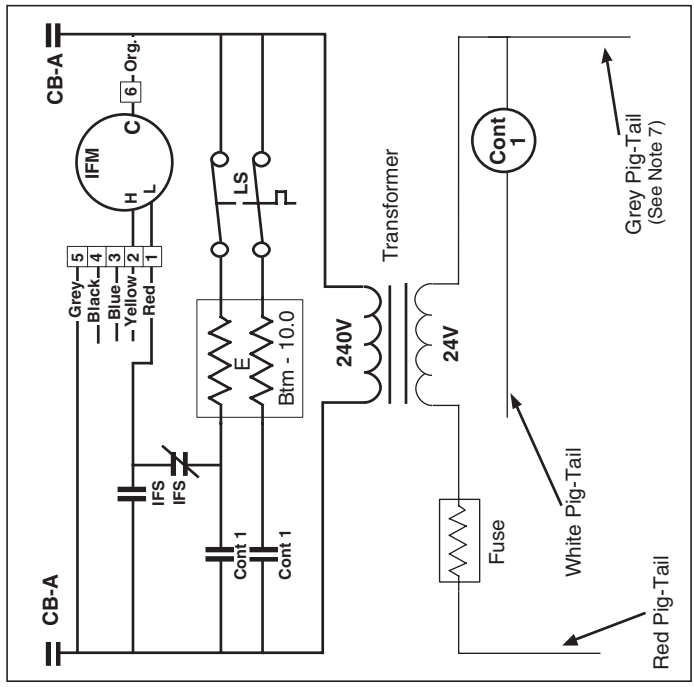 CB-A
CB-A
Grey 5
Black 4
Blue 3
Yellow 2
Red 1
IFM
H
L
C
6
Org.
IFS
IFS
Cont 1
Cont 1
E
Btm - 10.0
LS
240V
Transformer
24V
Fuse
Cont
1
White Pig-Tail
Red Pig-Tail
Grey Pig-Tail
(See Note 7)